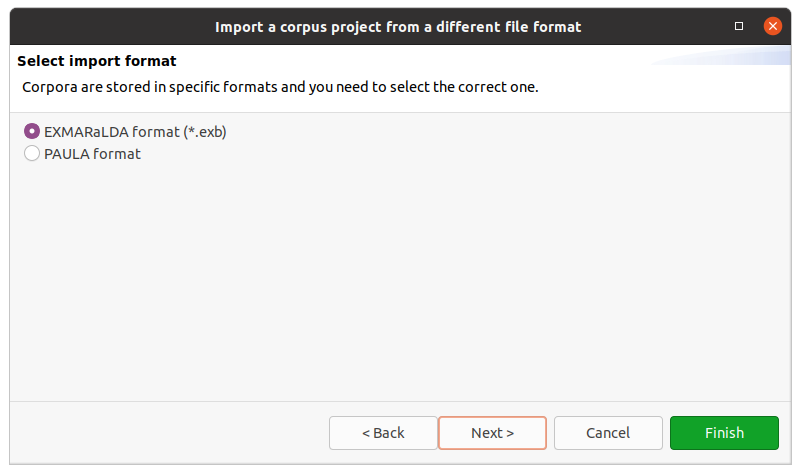 Import a corpus project from a different file format
Select import format
Corpora are stored in specific formats and you need to select the correct one.
EXMARaLDA format (*.exb)
PAULA format
< Back
Next >
Cancel
Finish